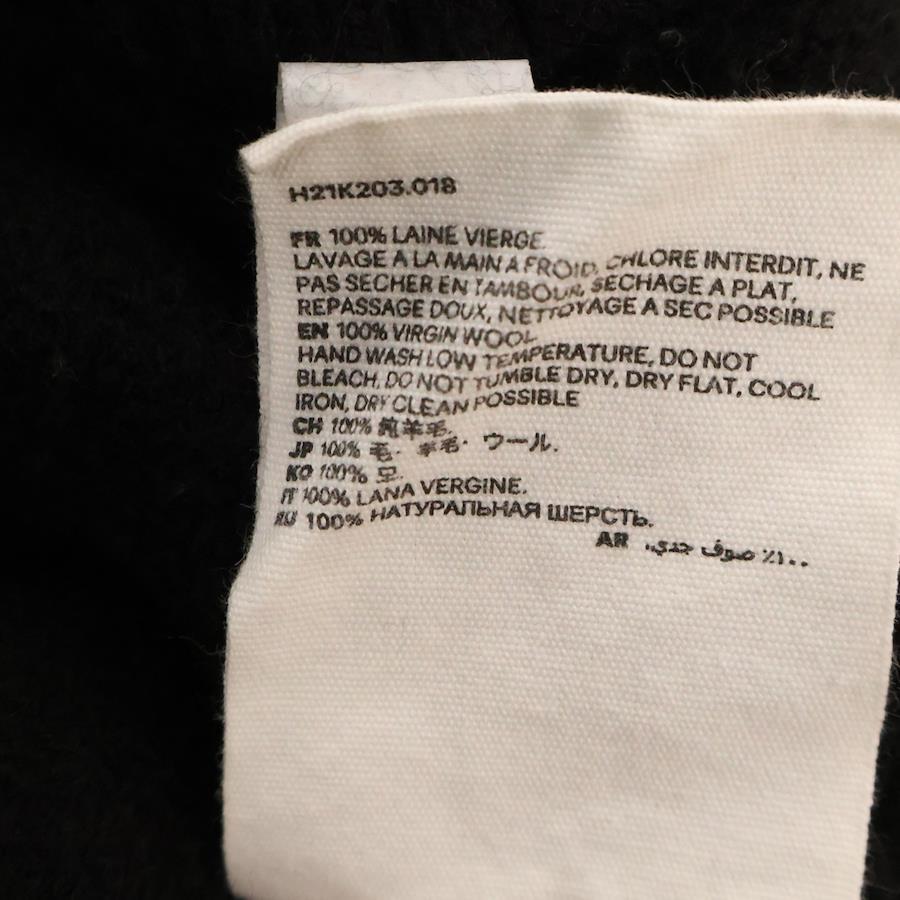 H21K203.018
FR 100% LAINE VIERGE.
LAVAGE A LA MAIN A FROID, CHLORE INTERDIT, NE
PAS SECHER EN TAMBOUR, SECHAGE A PLAT,
REPASSAGE DOUX, NETTOYAGE A SEC POSSIBLE
EN 100% VIRGIN WOOL
HAND WASH LOW TEMPERATURE, DO NOT
BLEACH, DO NOT TUMBLE DRY, DRY FLAT, COOL
IRON, DRY CLEAN POSSIBLE
CH 100% 纯羊毛.
JP 100% 毛· 羊毛· ウール.
KO 100% 모.
IT 100% LANA VERGINE.
RU 100% НАТУРАЛЬНАЯ ШЕРСТЬ.
AR ١٠٠٪ صوف جدي.